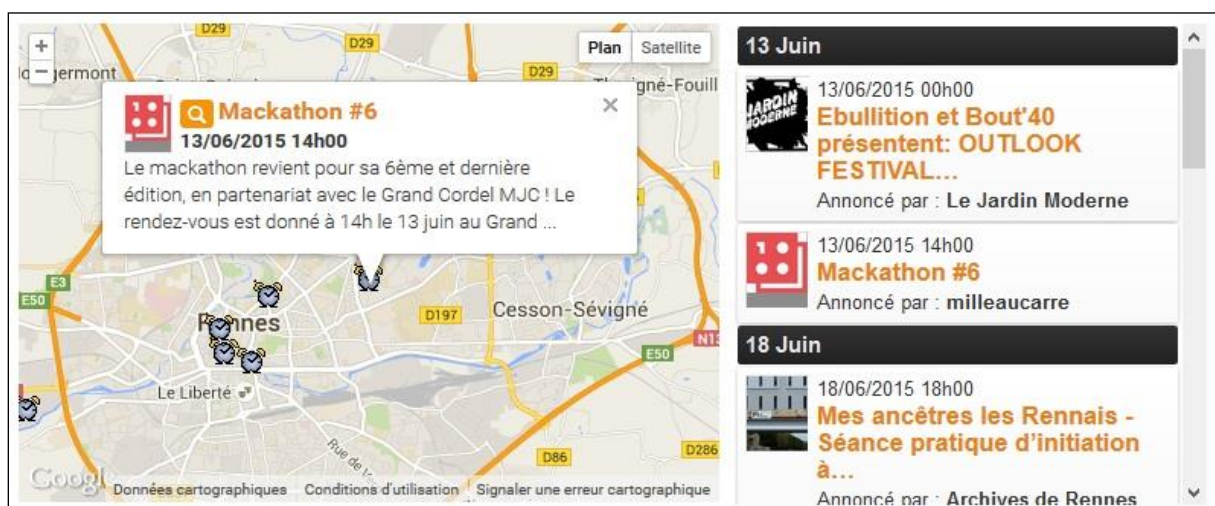 D29
D29
+
−
Plan Satellite
13 Juin
germont
D29
gné-Fouill
Mackathon #6
×
13/06/2015 14h00
Le mackathon revient pour sa 6ème et dernière
édition, en partenariat avec le Grand Cordel MJC ! Le
rendez-vous est donné à 14h le 13 juin au Grand ...
JARDIN
MODERNE
13/06/2015 00h00
Ebullition et Bout'40
présentent: OUTLOOK
FESTIVAL...
Annoncé par : Le Jardin Moderne
13/06/2015 14h00
Mackathon #6
Annoncé par : milleaucarre
E3
E50
Rennes
D197
Cesson-Sévigné
N13
E50
Le Liberté
Rue de
D86
D286
Google
Données cartographiques Conditions d'utilisation Signaler une erreur cartographique
18 Juin
18/06/2015 18h00
Mes ancêtres les Rennais -
Séance pratique d'initiation
à...
Annoncé par : Archives de Rennes